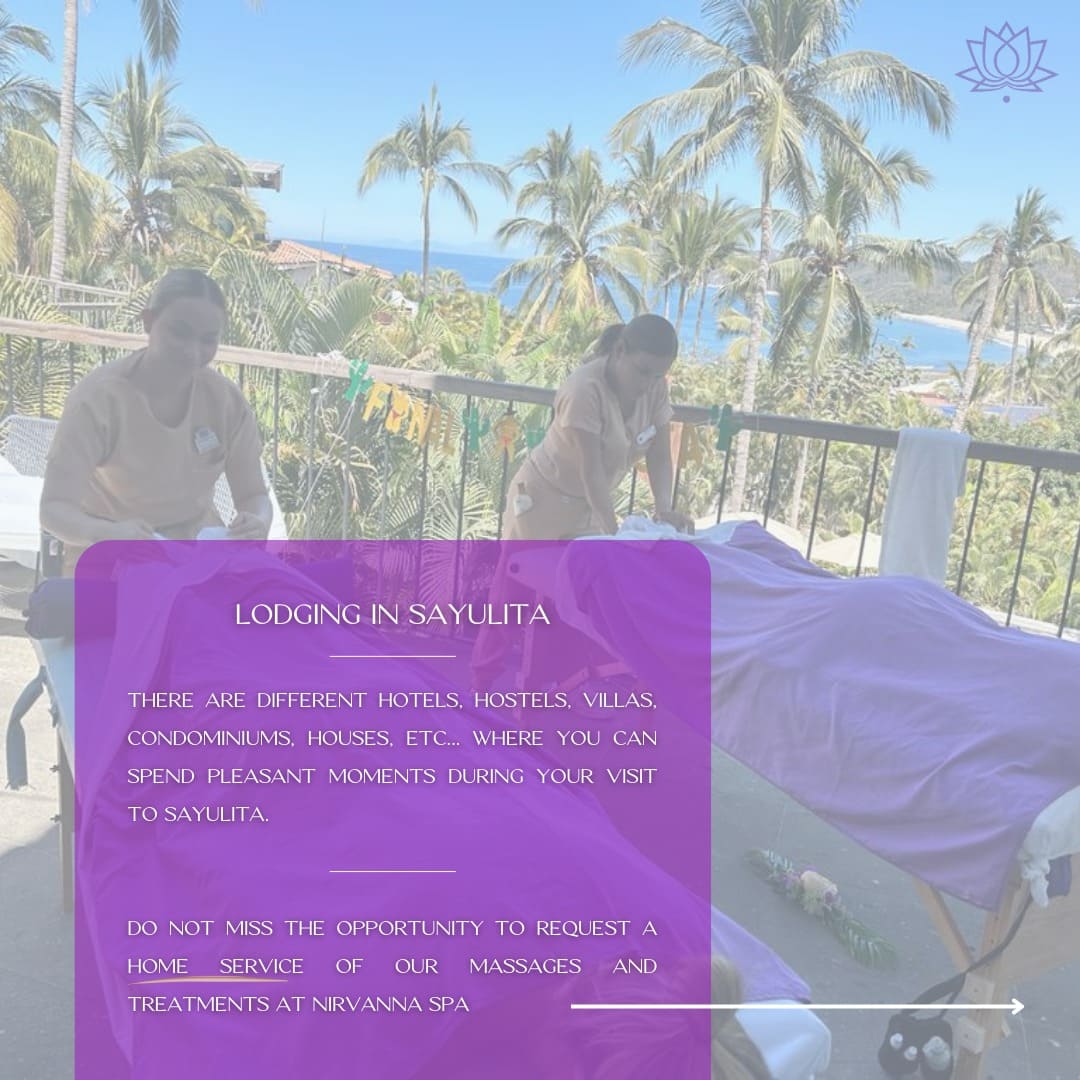 LODGING IN SAYULITA
THERE ARE DIFFERENT HOTELS, HOSTELS, VILLAS,
CONDOMINIUMS, HOUSES, ETC... WHERE YOU CAN
SPEND PLEASANT MOMENTS DURING YOUR VISIT
TO SAYULITA.
DO NOT MISS THE OPPORTUNITY TO REQUEST A
HOME SERVICE OF OUR MASSAGES AND
TREATMENTS AT NIRVANNA SPA